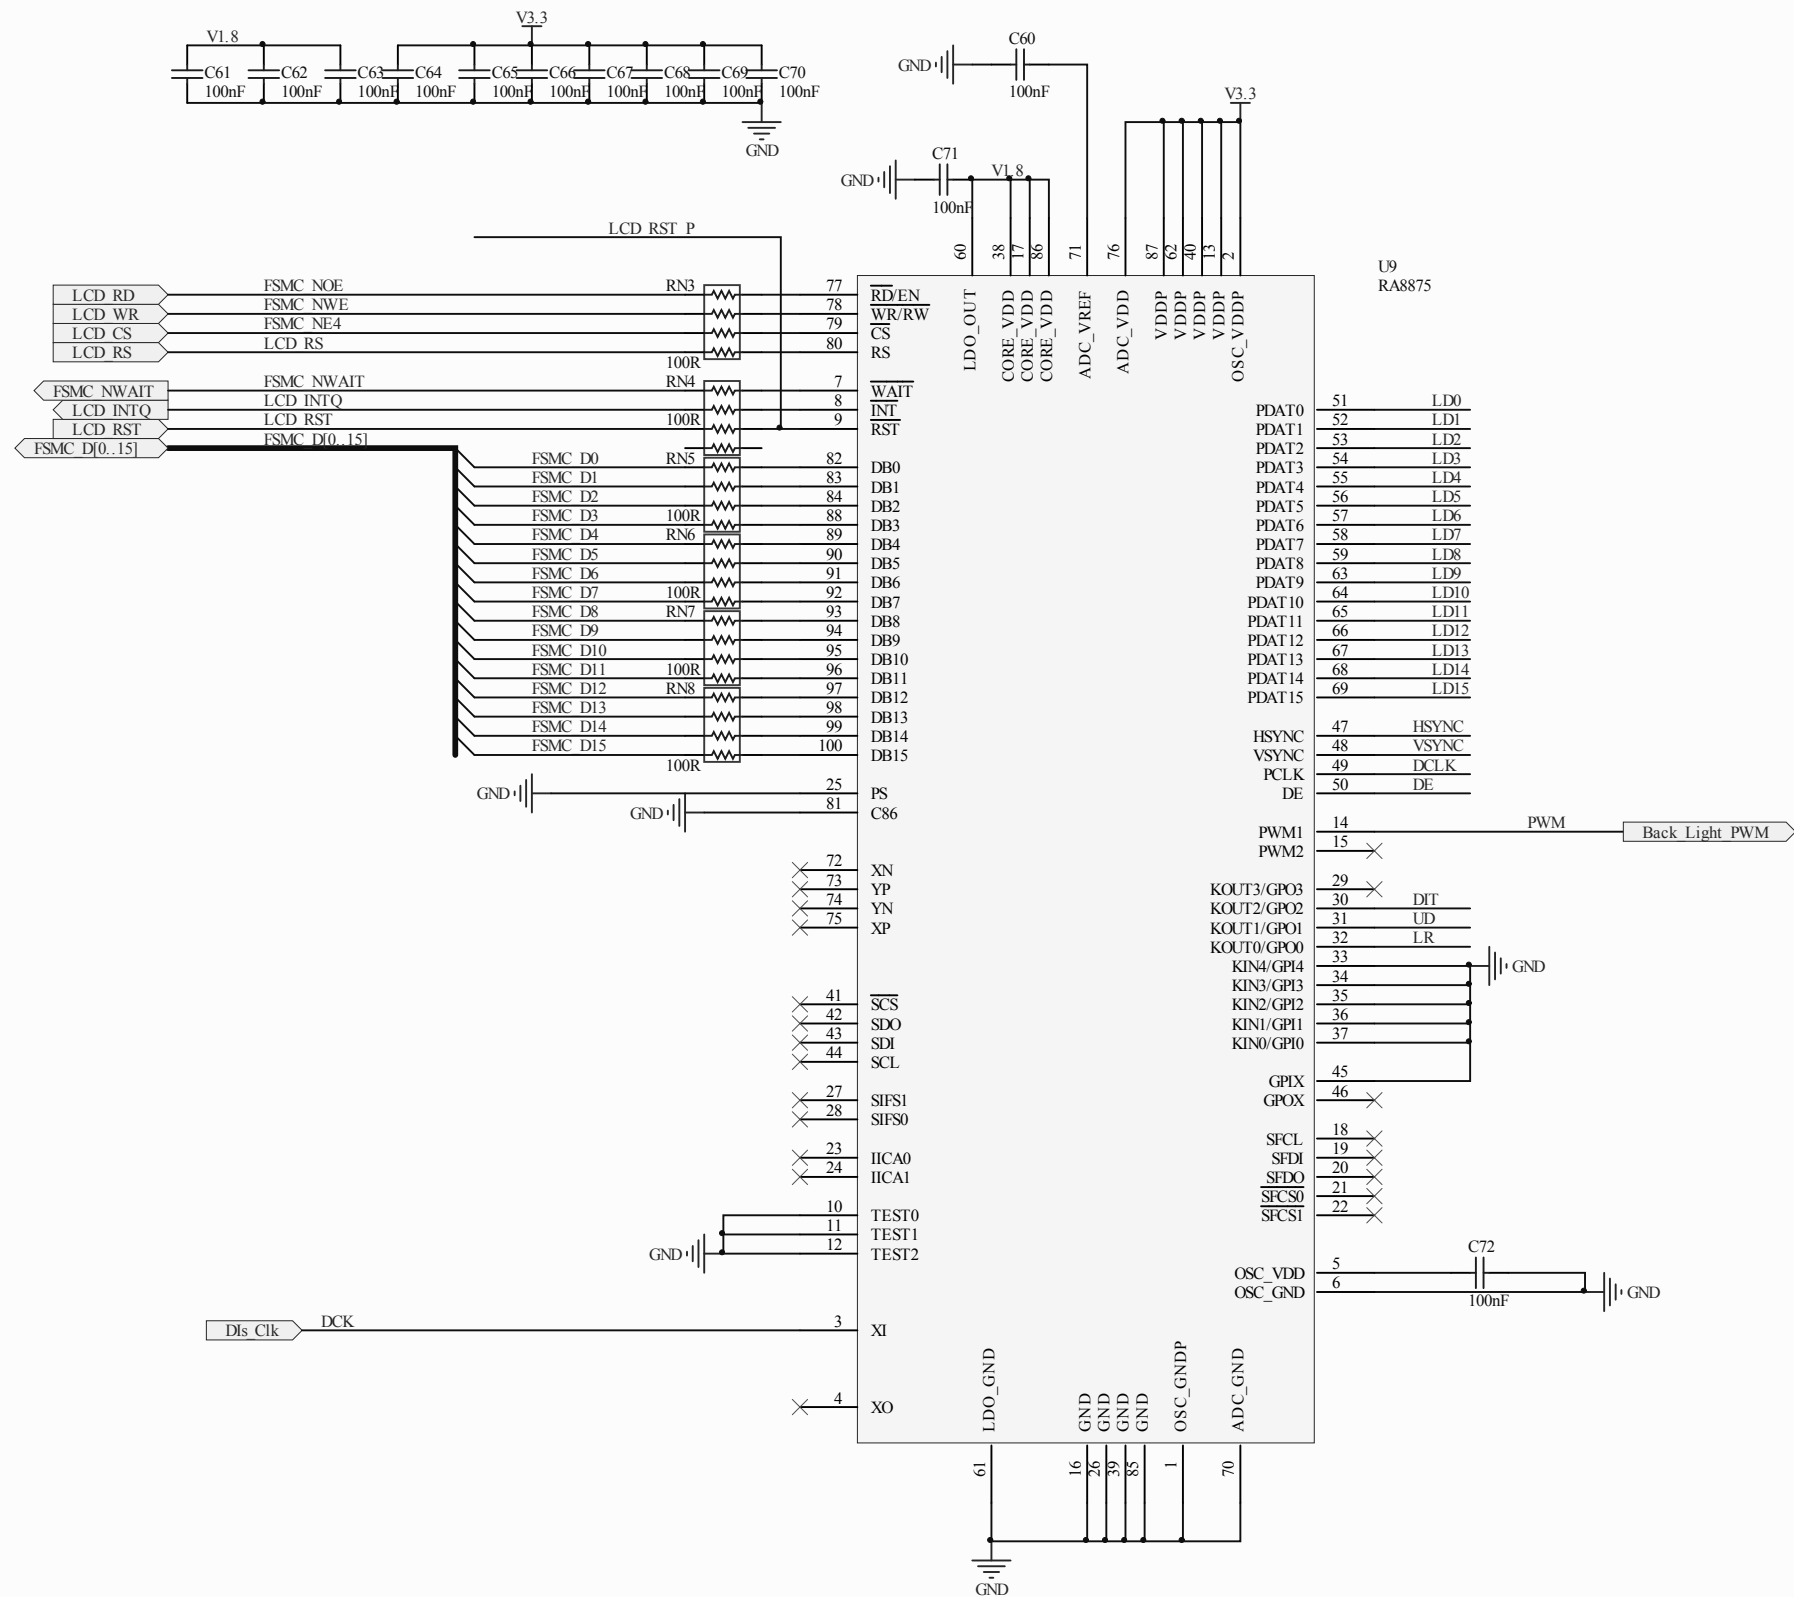 V3.3
V1.8
C61 C62 C63 C64 C65 C66 C67 C68 C69 C70
100nF 100nF 100nF 100nF 100nF 100nF 100nF 100nF 100nF 100nF
GND
C60
GND
100nF
V3.3
C71
GND
V1.8
100nF
LCD_RST_P
60 38 17 86 71 76 87 62 40 13 2
U9
RA8875
LDO_OUT CORE_VDD CORE_VDD CORE_VDD ADC_VREF ADC_VDD VDDP VDDP VDDP VDDP OSC_VDDP
LCD_RD FSMC_NOE RN3 77 RD/EN
LCD_WR FSMC_NWE 78 WR/RW
LCD_CS FSMC_NE4 79 CS
LCD_RS LCD_RS 80 RS
100R
FSMC_NWAIT FSMC_NWAIT RN4 7 WAIT
LCD_INTQ LCD_INTQ 8 INT
LCD_RST LCD_RST 100R 9 RST
FSMC_D[0..15] FSMC_D[0..15]
FSMC_D0 RN5 82 DB0
FSMC_D1 83 DB1
FSMC_D2 84 DB2
FSMC_D3 100R 88 DB3
FSMC_D4 RN6 89 DB4
FSMC_D5 90 DB5
FSMC_D6 91 DB6
FSMC_D7 100R 92 DB7
FSMC_D8 RN7 93 DB8
FSMC_D9 94 DB9
FSMC_D10 95 DB10
FSMC_D11 100R 96 DB11
FSMC_D12 RN8 97 DB12
FSMC_D13 98 DB13
FSMC_D14 99 DB14
FSMC_D15 100 DB15
100R
GND 25 PS
GND 81 C86
72 XN
73 YP
74 YN
75 XP
41 SCS
42 SDO
43 SDI
44 SCL
27 SIFS1
28 SIFS0
23 IICA0
24 IICA1
10 TEST0
11 TEST1
GND 12 TEST2
DIs_Clk DCK 3 XI
4 XO
PDAT0 51 LD0
PDAT1 52 LD1
PDAT2 53 LD2
PDAT3 54 LD3
PDAT4 55 LD4
PDAT5 56 LD5
PDAT6 57 LD6
PDAT7 58 LD7
PDAT8 59 LD8
PDAT9 63 LD9
PDAT10 64 LD10
PDAT11 65 LD11
PDAT12 66 LD12
PDAT13 67 LD13
PDAT14 68 LD14
PDAT15 69 LD15
HSYNC 47 HSYNC
VSYNC 48 VSYNC
PCLK 49 DCLK
DE 50 DE
PWM1 14 PWM Back_Light_PWM
PWM2 15
KOUT3/GPO3 29
KOUT2/GPO2 30 DIT
KOUT1/GPO1 31 UD
KOUT0/GPO0 32 LR
KIN4/GPI4 33 GND
KIN3/GPI3 34
KIN2/GPI2 35
KIN1/GPI1 36
KIN0/GPI0 37
GPIX 45
GPOX 46
SFCL 18
SFDI 19
SFDO 20
SFCS0 21
SFCS1 22
C72
OSC_VDD 5
OSC_GND 6 100nF GND
LDO_GND GND GND GND GND OSC_GNDP ADC_GND
61 16 26 39 85 1 70
GND